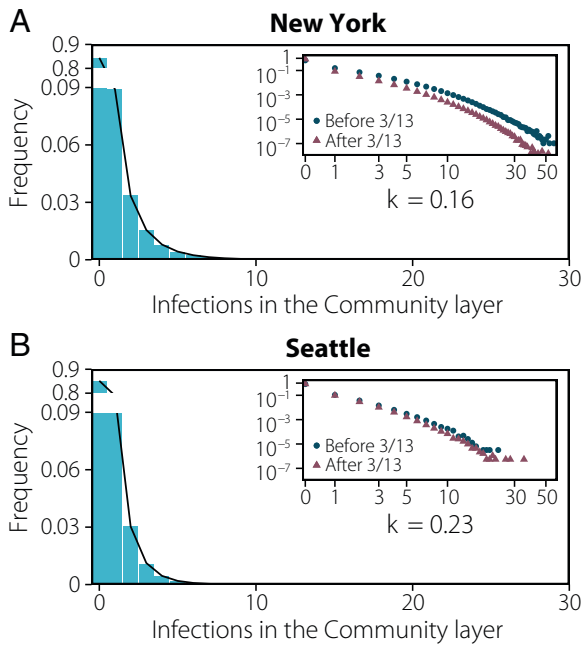 A
New York
0.9
0.8
0.09
0.06
0.03
0
Frequency
0 10 20 30
Infections in the Community layer
1
10⁻¹
10⁻³
10⁻⁵
10⁻⁷
Before 3/13
After 3/13
0 1 3 5 10 30 50
k = 0.16
B
Seattle
0.9
0.8
0.09
0.06
0.03
0
Frequency
0 10 20 30
Infections in the Community layer
1
10⁻¹
10⁻³
10⁻⁵
10⁻⁷
Before 3/13
After 3/13
0 1 3 5 10 30 50
k = 0.23